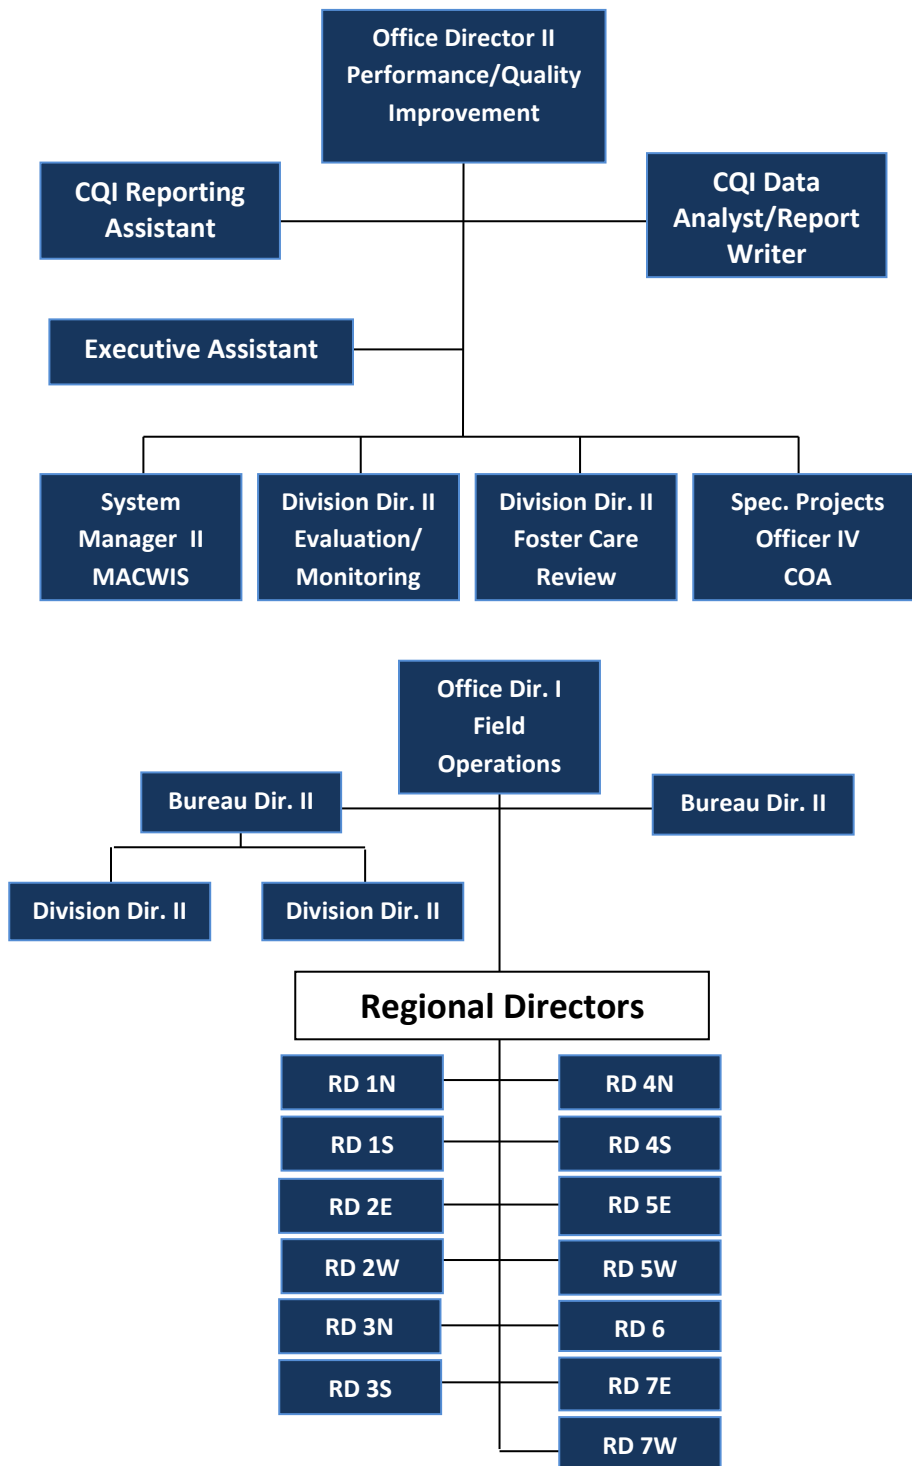 Office Director II
Performance/Quality
Improvement
CQI Reporting
Assistant
CQI Data
Analyst/Report
Writer
Executive Assistant
System
Manager II
MACWIS
Division Dir. II
Evaluation/
Monitoring
Division Dir. II
Foster Care
Review
Spec. Projects
Officer IV
COA
Office Dir. I
Field
Operations
Bureau Dir. II
Bureau Dir. II
Division Dir. II
Division Dir. II
Regional Directors
RD 1N
RD 4N
RD 1S
RD 4S
RD 2E
RD 5E
RD 2W
RD 5W
RD 3N
RD 6
RD 3S
RD 7E
RD 7W